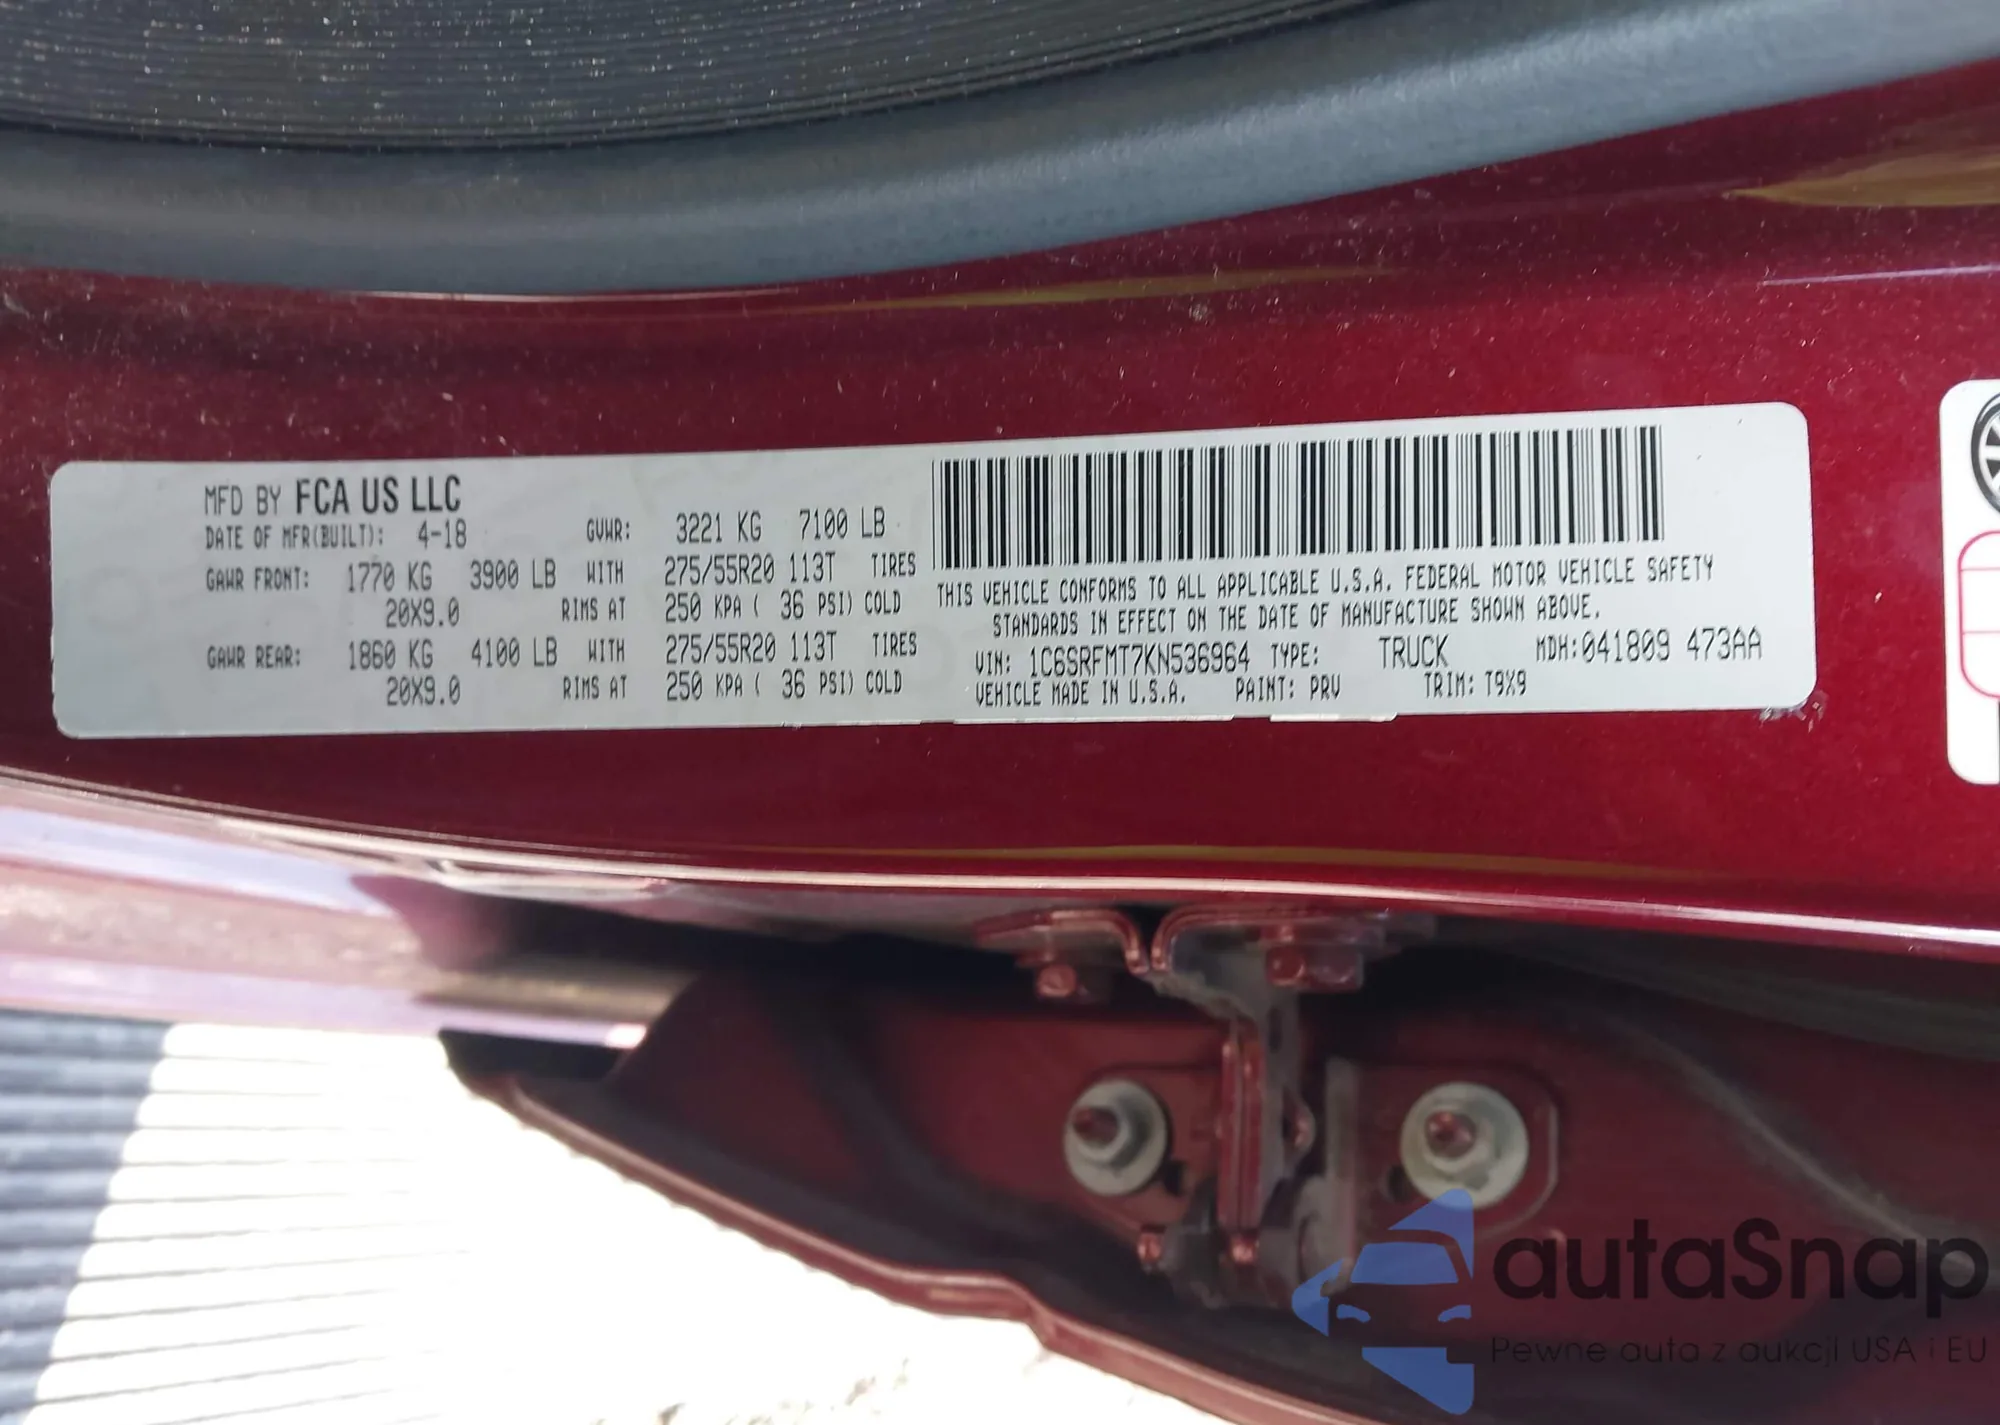 MFD BY FCA US LLC
DATE OF MFR(BUILT): 4-18 GVWR: 3221 KG 7100 LB
GAWR FRONT: 1770 KG 3900 LB WITH 275/55R20 113T TIRES
20X9.0 RIMS AT 250 KPA ( 36 PSI) COLD
GAWR REAR: 1860 KG 4100 LB WITH 275/55R20 113T TIRES
20X9.0 RIMS AT 250 KPA ( 36 PSI) COLD
THIS VEHICLE CONFORMS TO ALL APPLICABLE U.S.A. FEDERAL MOTOR VEHICLE SAFETY
STANDARDS IN EFFECT ON THE DATE OF MANUFACTURE SHOWN ABOVE.
VIN: 1C6SRFMT7KN536964 TYPE: TRUCK MDH:041809 473AA
VEHICLE MADE IN U.S.A. PAINT: PRV TRIM: T9X9
autaSnap
Pewne auta z aukcji USA i EU